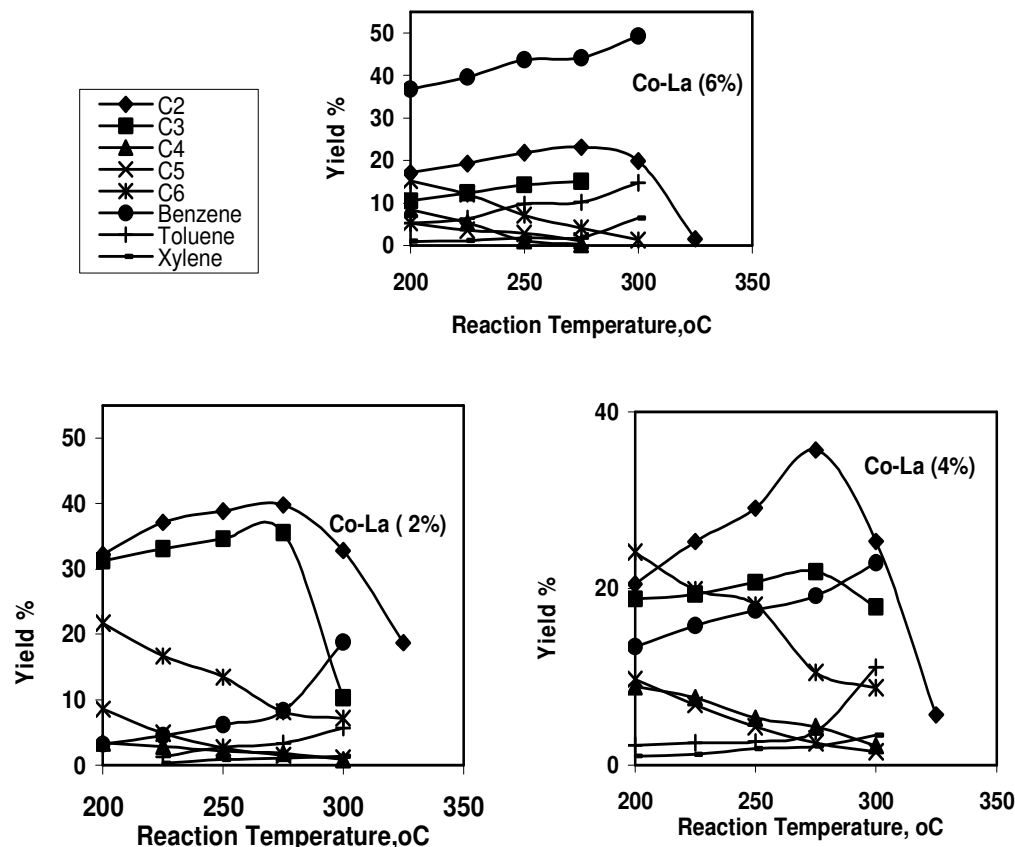 50
40
30
20
10
0
Yield %
Co-La (6%)
200
250
300
350
Reaction Temperature,oC
C2
C3
C4
C5
C6
Benzene
Toluene
Xylene
50
40
30
20
10
0
Yield %
Co-La ( 2%)
200
250
300
350
Reaction Temperature,oC
40
20
0
Yield %
Co-La (4%)
200
250
300
350
Reaction Temperature, oC